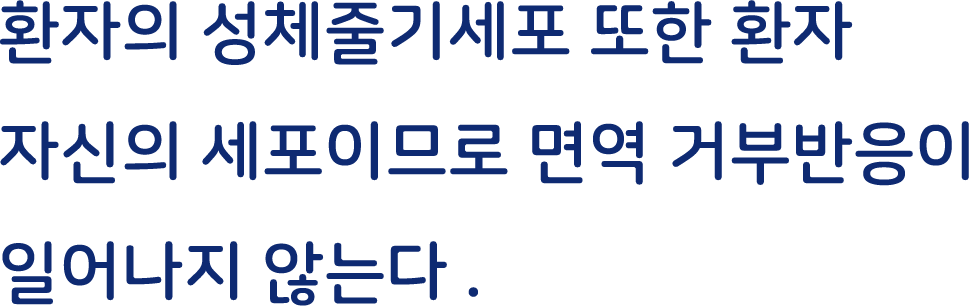 환자의 성체줄기세포 또한 환자
자신의 세포이므로 면역 거부반응이
일어나지 않는다 .